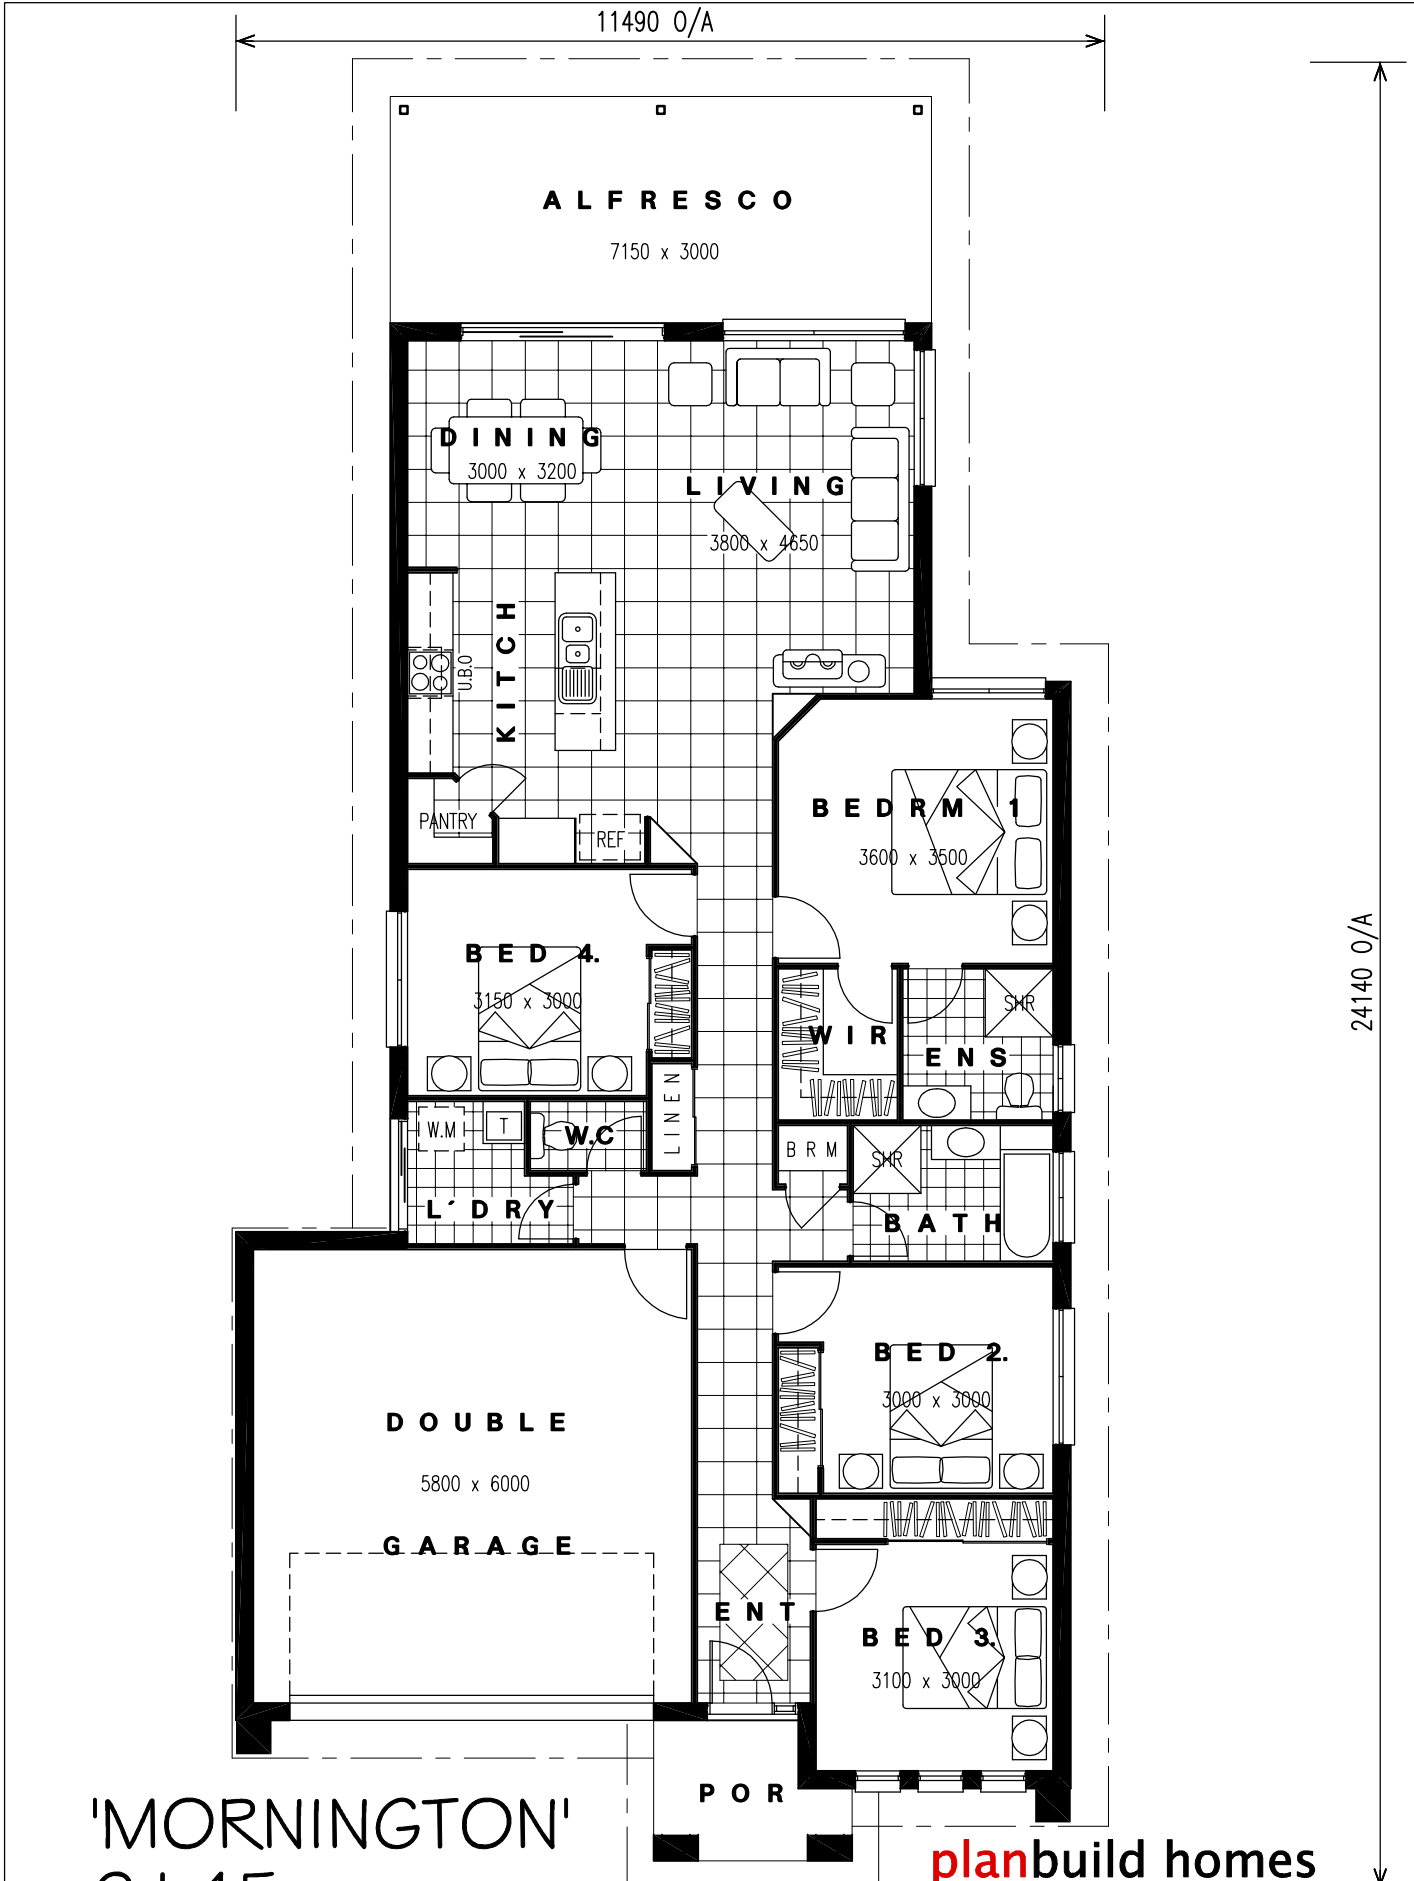 11490 O/A
ALFRESCO
7150 x 3000
DINING
3000 x 3200
LIVING
3800 x 4650
KITCH
U.B.O
PANTRY
REF
BEDRM 1
3600 x 3500
24140 O/A
BED 4.
3150 x 3000
WIR
SHR
ENS
LINEN
W.M
T
W.C
BRM
SHR
L'DRY
BATH
BED 2.
3000 x 3000
DOUBLE
5800 x 6000
GARAGE
ENT
BED 3.
3100 x 3000
POR
'MORNINGTON'
planbuild homes